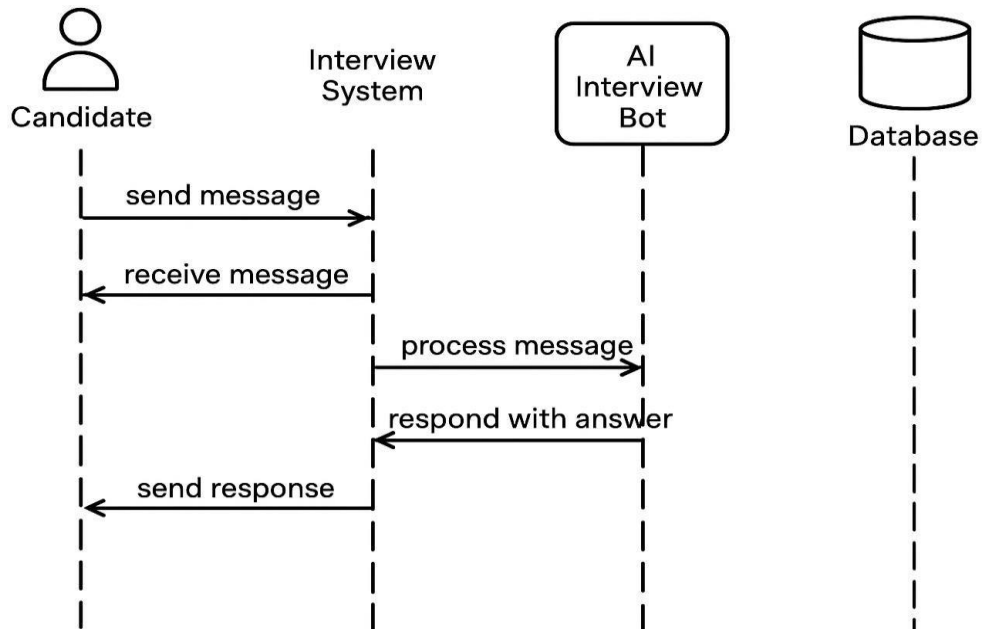 Candidate
Interview
System
AI
Interview
Bot
Database
send message
receive message
process message
respond with answer
send response